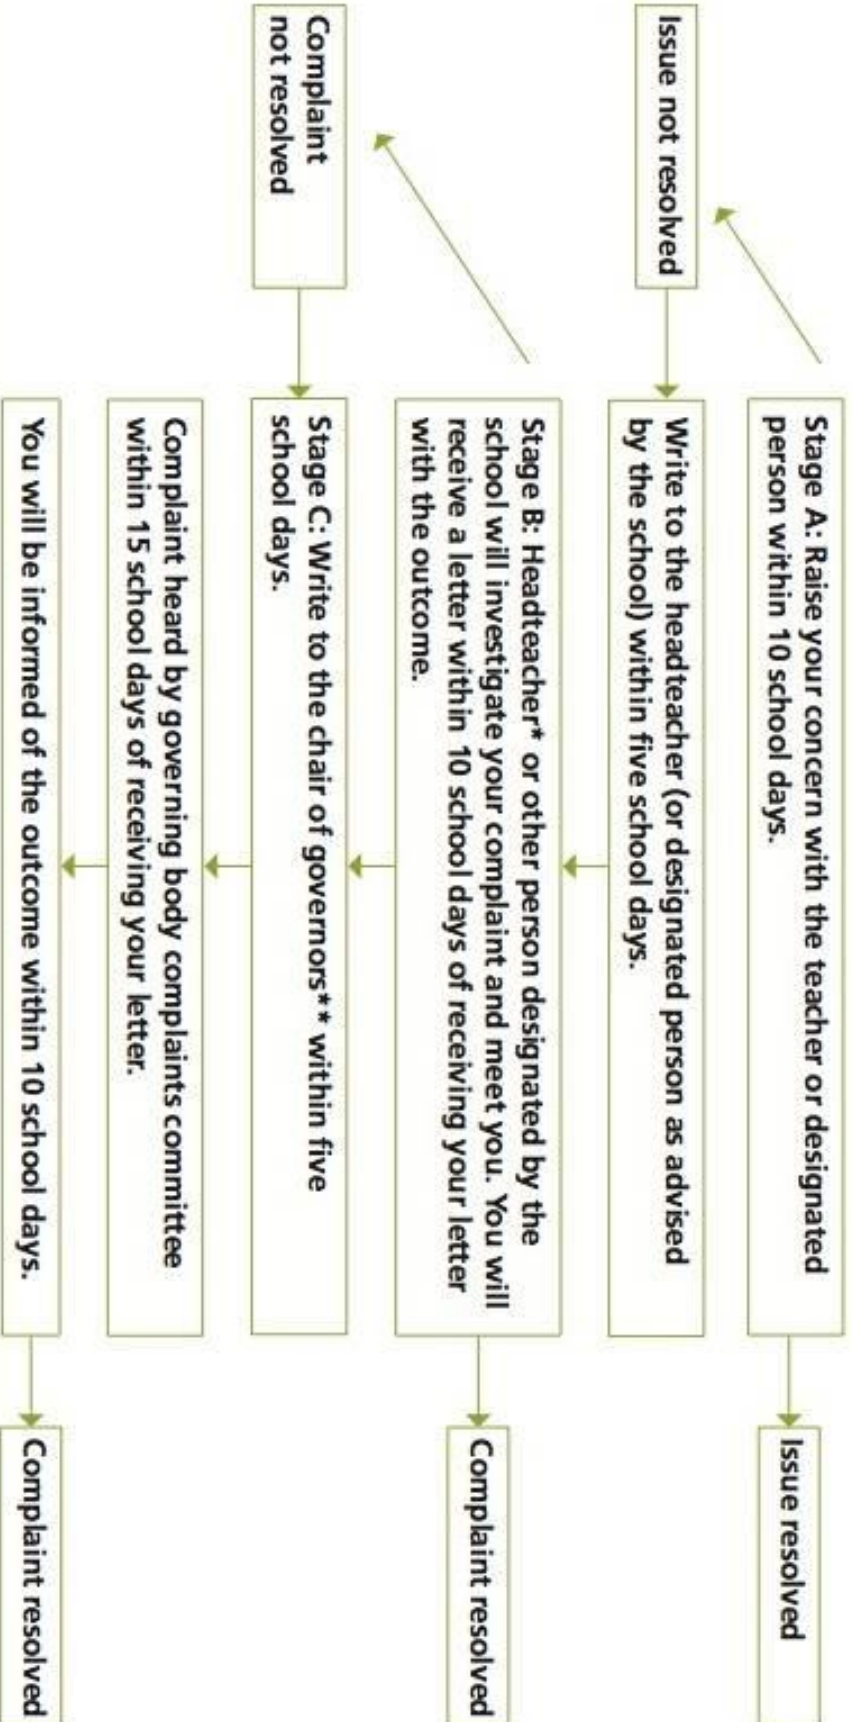 Stage A: Raise your concern with the teacher or designated
person within 10 school days.
Issue resolved
Issue not resolved
Write to the headteacher (or designated person as advised
by the school) within five school days.
Stage B: Headteacher* or other person designated by the
school will investigate your complaint and meet you. You will
receive a letter within 10 school days of receiving your letter
with the outcome.
Complaint resolved
Complaint
not resolved
Stage C: Write to the chair of governors** within five
school days.
Complaint heard by governing body complaints committee
within 15 school days of receiving your letter.
You will be informed of the outcome within 10 school days.
Complaint resolved